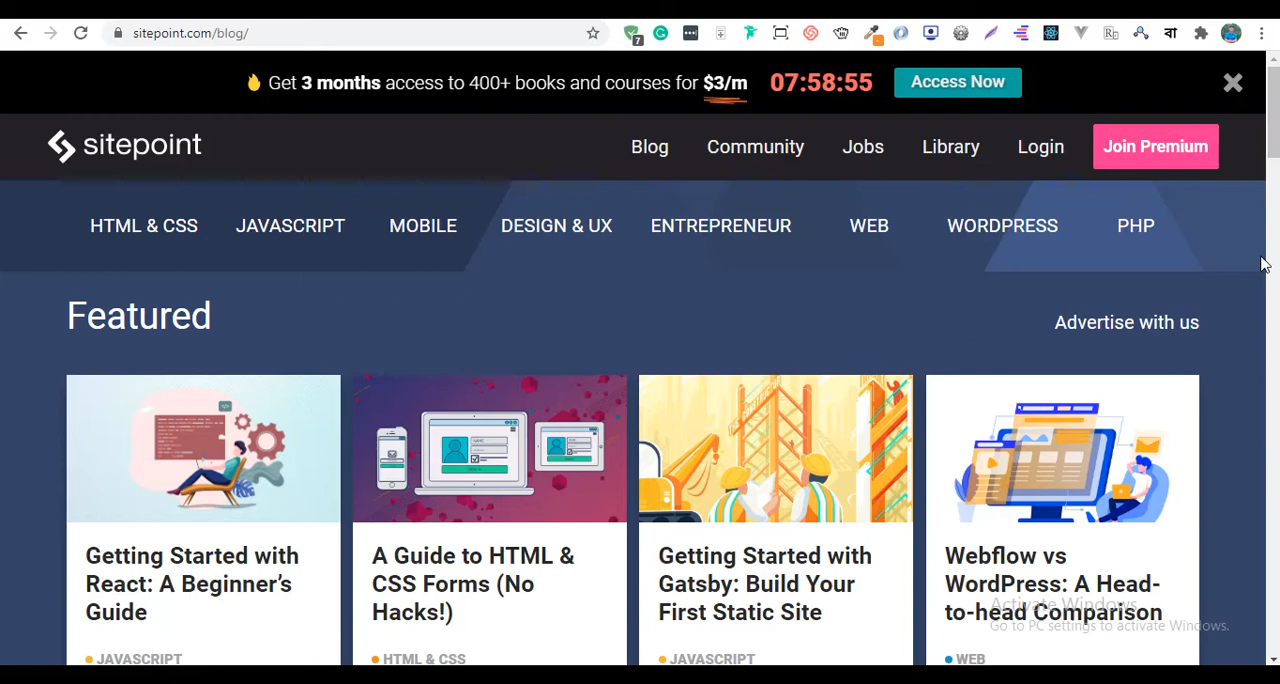 sitepoint.com/blog/
7
বা
Get 3 months access to 400+ books and courses for $3/m
07:58:55
Access Now
sitepoint
Blog
Community
Jobs
Library
Login
Join Premium
HTML & CSS
JAVASCRIPT
MOBILE
DESIGN & UX
ENTREPRENEUR
WEB
WORDPRESS
PHP
Featured
Advertise with us
Getting Started with
React: A Beginner's
Guide
JAVASCRIPT
A Guide to HTML &
CSS Forms (No
Hacks!)
HTML & CSS
Getting Started with
Gatsby: Build Your
First Static Site
JAVASCRIPT
Webflow vs
WordPress: A Head-
to-head Comparison
WEB
Activate Windows
Go to PC settings to activate Windows.